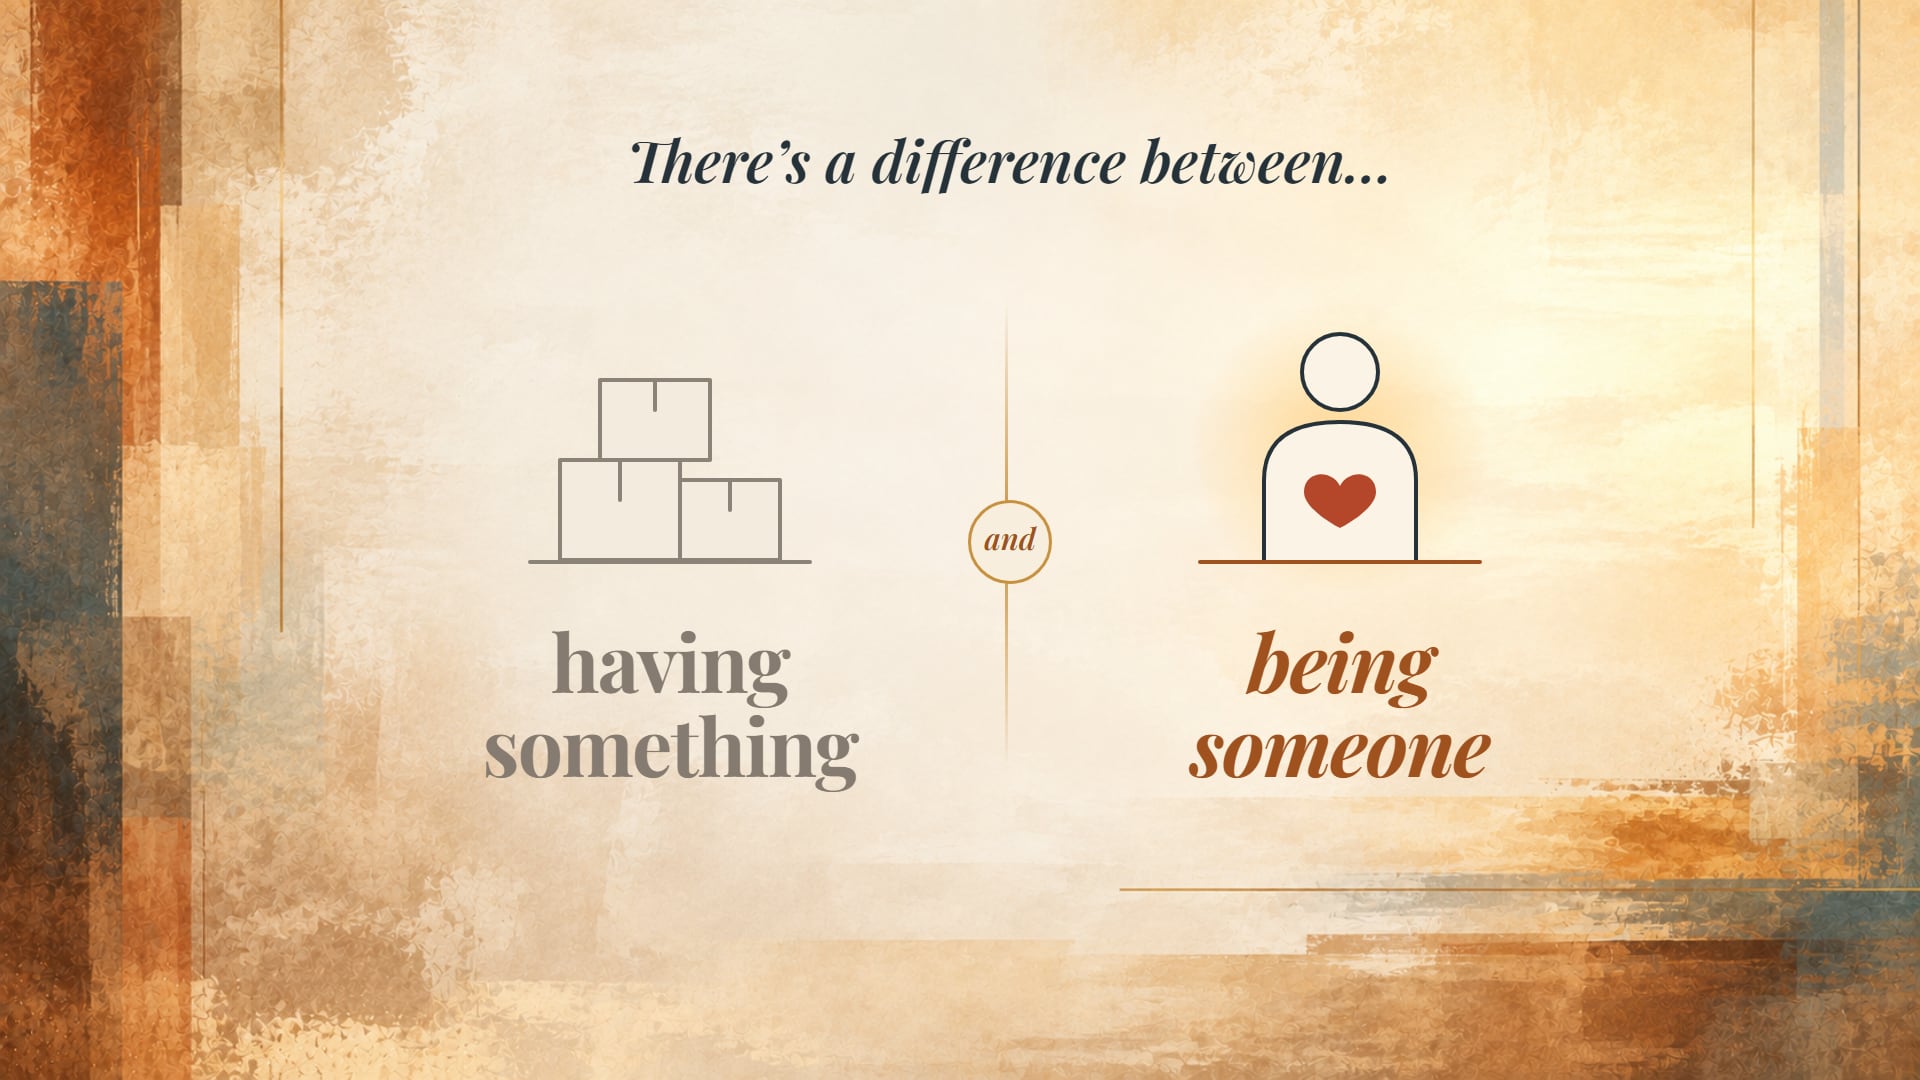 There’s a difference between...
and
having
something
being
someone